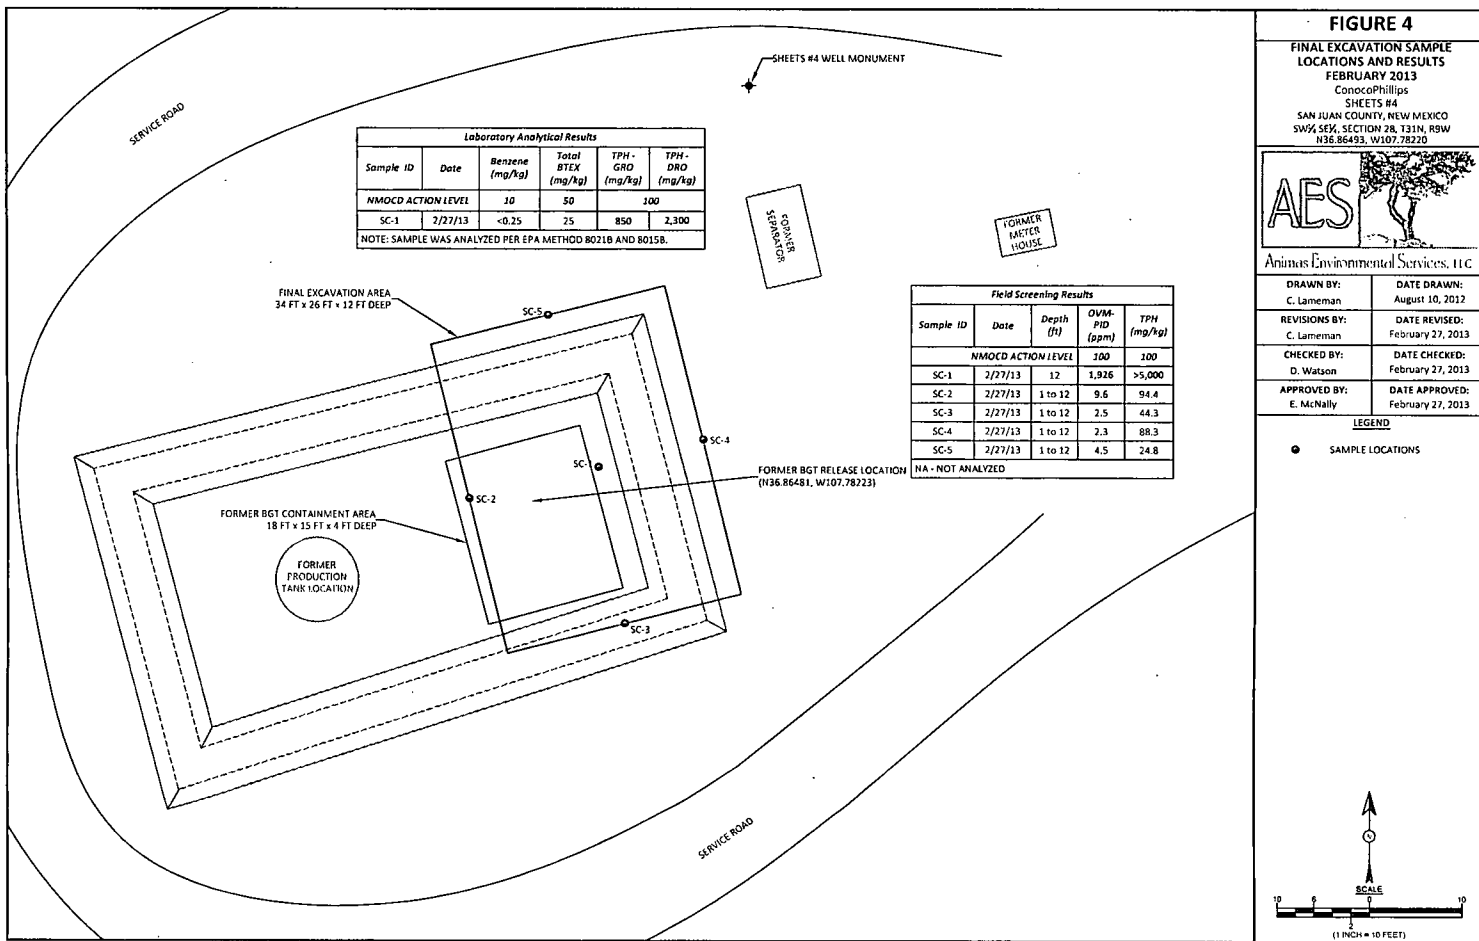 SHEETS #4 WELL MONUMENT
SERVICE ROAD
Laboratory Analytical Results
Sample ID Date Benzene (mg/kg) Total BTEX (mg/kg) TPH - GRO (mg/kg) TPH - DRO (mg/kg)
NMOCD ACTION LEVEL 10 50 100
SC-1 2/27/13 <0.25 25 850 2,300
NOTE: SAMPLE WAS ANALYZED PER EPA METHOD 8021B AND 8015B.
FORMER
SEPARATOR
FORMER
METER
HOUSE
FINAL EXCAVATION AREA
34 FT x 26 FT x 12 FT DEEP
SC-5
Field Screening Results
Sample ID Date Depth (ft) OVM-PID (ppm) TPH (mg/kg)
NMOCD ACTION LEVEL 100 100
SC-1 2/27/13 12 1,926 >5,000
SC-2 2/27/13 1 to 12 9.6 94.4
SC-3 2/27/13 1 to 12 2.5 44.3
SC-4 2/27/13 1 to 12 2.3 88.3
SC-5 2/27/13 1 to 12 4.5 24.8
NA - NOT ANALYZED
SC-4
SC-1
SC-2
FORMER BGT RELEASE LOCATION
(N36.86481, W107.78223)
FORMER BGT CONTAINMENT AREA
18 FT x 15 FT x 4 FT DEEP
FORMER
PRODUCTION
TANK LOCATION
SC-3
SERVICE ROAD
FIGURE 4
FINAL EXCAVATION SAMPLE
LOCATIONS AND RESULTS
FEBRUARY 2013
ConocoPhillips
SHEETS #4
SAN JUAN COUNTY, NEW MEXICO
SW¼ SE¼, SECTION 28, T31N, R9W
N36.86493, W107.78220
AES
Animas Environmental Services, LLC
DRAWN BY: DATE DRAWN:
C. Lameman August 10, 2012
REVISIONS BY: DATE REVISED:
C. Lameman February 27, 2013
CHECKED BY: DATE CHECKED:
D. Watson February 27, 2013
APPROVED BY: DATE APPROVED:
E. McNally February 27, 2013
LEGEND
SAMPLE LOCATIONS
SCALE
10 0 10
2
(1 INCH = 10 FEET)